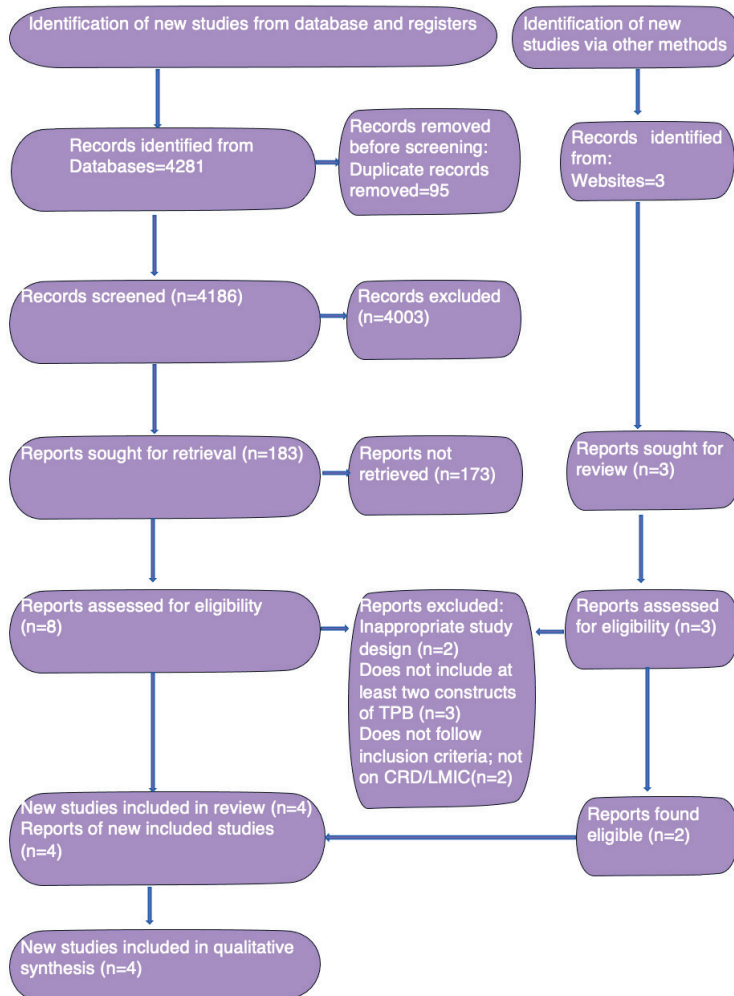 Identification of new studies from database and registers
Identification of new
studies via other methods
Records identified from
Databases=4281
Records removed
before screening:
Duplicate records
removed=95
Records identified
from:
Websites=3
Records screened (n=4186)
Records excluded
(n=4003)
Reports sought for retrieval (n=183)
Reports not
retrieved (n=173)
Reports sought for
review (n=3)
Reports assessed for eligibility
(n=8)
Reports excluded:
Inappropriate study
design (n=2)
Does not include at
least two constructs
of TPB (n=3)
Does not follow
inclusion criteria; not
on CRD/LMIC(n=2)
Reports assessed
for eligibility (n=3)
New studies included in review (n=4)
Reports of new included studies
(n=4)
Reports found
eligible (n=2)
New studies included in qualitative
synthesis (n=4)